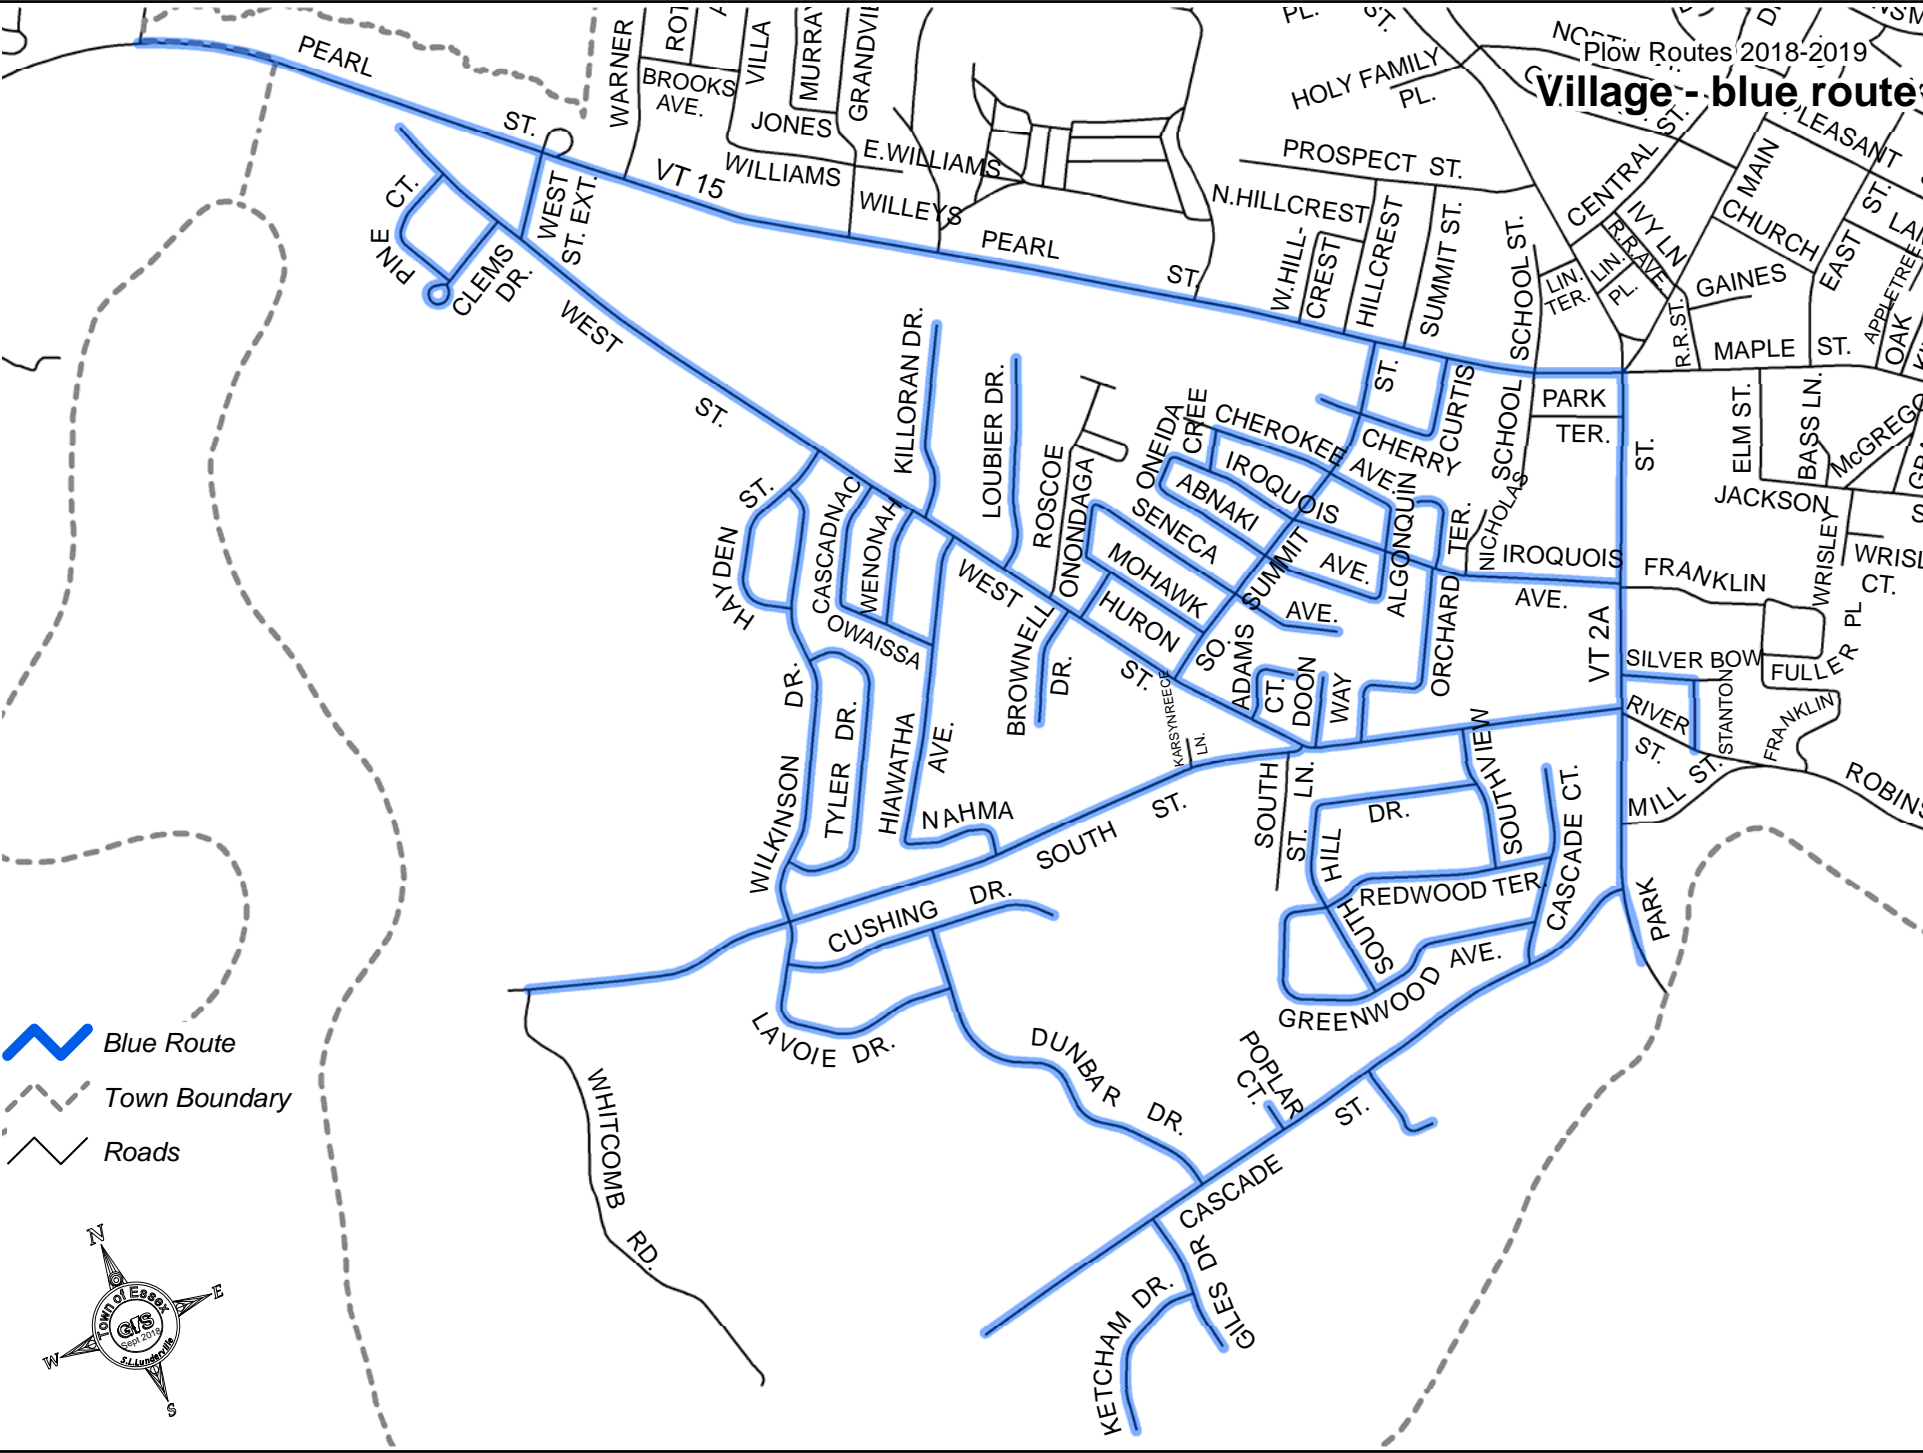 Plow Routes 2018-2019
Village - blue route
PEARL
ST.
VT 15
PEARL
ST.
WARNER
BROOKS
AVE.
VILLA
MURRAY
JONES
WILLIAMS
E.WILLIAMS
WILLEYS
HOLY FAMILY
PL.
PL.
ST.
PROSPECT ST.
N.HILLCREST
W.HILL-
CREST
HILLCREST
SUMMIT ST.
SCHOOL ST.
CENTRAL ST.
IVY LN
R.R.AVE.
LIN.
TER.
LIN.
PL.
R.R.ST.
MAIN
CHURCH
GAINES
PLEASANT
EAST
ST.
APPLETREE
OAK
MAPLE ST.
PINE
CT.
CLEMS
DR.
WEST
ST. EXT.
WEST
ST.
KILLORAN DR.
LOUBIER DR.
ROSCOE
ONONDAGA
ONEIDA
CREE
CHEROKEE
AVE.
IROQUOIS
ABNAKI
AVE.
SENECA
AVE.
MOHAWK
HURON
SO.
SUMMIT
ST.
CHERRY
CURTIS
SCHOOL
PARK
TER.
ST.
NICHOLAS
ALGONQUIN
TER.
ORCHARD
IROQUOIS
AVE.
FRANKLIN
ELM ST.
BASS LN.
McGREGO
JACKSON
WRISLEY
WRISL
CT.
PL
FULLER
VT 2A
SILVER BOW
RIVER
ST.
STANTON
FRANKLIN
MILL ST.
ROBINS
HAYDEN
ST.
CASCADNAC
WENONAH
OWAISSA
WEST
ST.
BROWNELL
DR.
ADAMS
CT.
DOON
WAY
KARSYNREECE
LN.
WILKINSON
DR.
TYLER DR.
HIAWATHA
AVE.
NAHMA
SOUTH
ST.
SOUTH
ST.
LN.
SOUTHVIEW
DR.
HILL
SOUTH
CASCADE CT.
REDWOOD TER.
GREENWOOD
AVE.
PARK
CUSHING DR.
LAVOIE DR.
DUNBAR DR.
POPLAR
CT.
CASCADE
ST.
GILES DR
KETCHAM DR.
WHITCOMB
RD.
Blue Route
Town Boundary
Roads
N
E
W
S
Town of Essex
GIS
Sept 2018
S.L.Lunderville